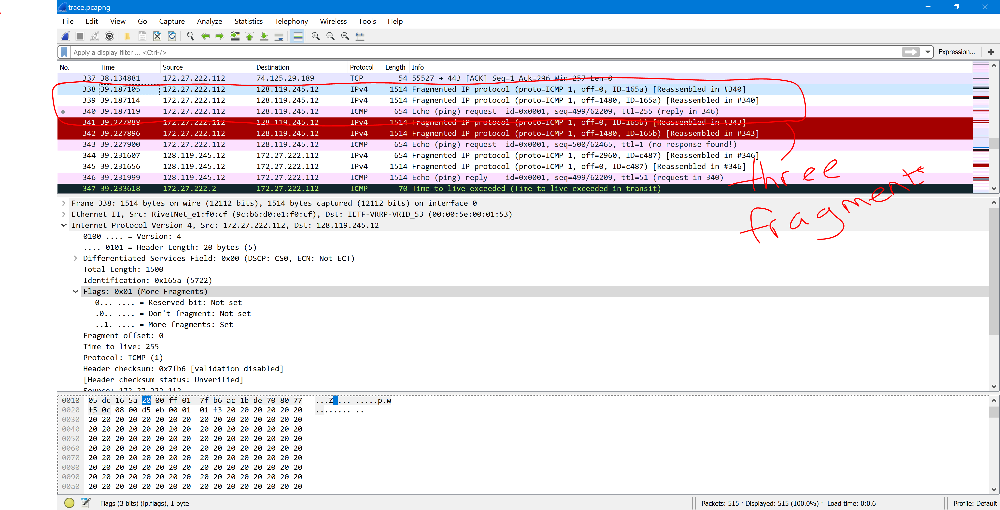 trace.pcapng
File Edit View Go Capture Analyze Statistics Telephony Wireless Tools Help
Apply a display filter ... <Ctrl-/> Expression... +
No. Time Source Destination Protocol Length Info
337 38.134881 172.27.222.112 74.125.29.189 TCP 54 55527 → 443 [ACK] Seq=1 Ack=296 Win=257 Len=0
338 39.187105 172.27.222.112 128.119.245.12 IPv4 1514 Fragmented IP protocol (proto=ICMP 1, off=0, ID=165a) [Reassembled in #340]
339 39.187114 172.27.222.112 128.119.245.12 IPv4 1514 Fragmented IP protocol (proto=ICMP 1, off=1480, ID=165a) [Reassembled in #340]
340 39.187119 172.27.222.112 128.119.245.12 ICMP 654 Echo (ping) request id=0x0001, seq=499/62209, ttl=255 (reply in 346)
341 39.227888 172.27.222.112 128.119.245.12 IPv4 1514 Fragmented IP protocol (proto=ICMP 1, off=0, ID=165b) [Reassembled in #343]
342 39.227896 172.27.222.112 128.119.245.12 IPv4 1514 Fragmented IP protocol (proto=ICMP 1, off=1480, ID=165b) [Reassembled in #343]
343 39.227900 172.27.222.112 128.119.245.12 ICMP 654 Echo (ping) request id=0x0001, seq=500/62465, ttl=1 (no response found!)
344 39.231607 128.119.245.12 172.27.222.112 IPv4 654 Fragmented IP protocol (proto=ICMP 1, off=2960, ID=c487) [Reassembled in #346]
345 39.231656 128.119.245.12 172.27.222.112 IPv4 1514 Fragmented IP protocol (proto=ICMP 1, off=0, ID=c487) [Reassembled in #346]
346 39.231999 128.119.245.12 172.27.222.112 ICMP 1514 Echo (ping) reply id=0x0001, seq=499/62209, ttl=51 (request in 340)
347 39.233618 172.27.222.2 172.27.222.112 ICMP 70 Time-to-live exceeded (Time to live exceeded in transit)
three
fragment
Frame 338: 1514 bytes on wire (12112 bits), 1514 bytes captured (12112 bits) on interface 0
Ethernet II, Src: RivetNet_e1:f0:cf (9c:b6:d0:e1:f0:cf), Dst: IETF-VRRP-VRID_53 (00:00:5e:00:01:53)
Internet Protocol Version 4, Src: 172.27.222.112, Dst: 128.119.245.12
0100 .... = Version: 4
.... 0101 = Header Length: 20 bytes (5)
Differentiated Services Field: 0x00 (DSCP: CS0, ECN: Not-ECT)
Total Length: 1500
Identification: 0x165a (5722)
Flags: 0x01 (More Fragments)
0... .... = Reserved bit: Not set
.0.. .... = Don't fragment: Not set
..1. .... = More fragments: Set
Fragment offset: 0
Time to live: 255
Protocol: ICMP (1)
Header checksum: 0x7fb6 [validation disabled]
[Header checksum status: Unverified]
Source: 172.27.222.112
0010 05 dc 16 5a 20 00 ff 01 7f b6 ac 1b de 70 80 77 ...Z ... .....p.w
0020 f5 0c 08 00 d5 eb 00 01 01 f3 20 20 20 20 20 20 ........ ..
0030 20 20 20 20 20 20 20 20 20 20 20 20 20 20 20 20
0040 20 20 20 20 20 20 20 20 20 20 20 20 20 20 20 20
0050 20 20 20 20 20 20 20 20 20 20 20 20 20 20 20 20
0060 20 20 20 20 20 20 20 20 20 20 20 20 20 20 20 20
0070 20 20 20 20 20 20 20 20 20 20 20 20 20 20 20 20
0080 20 20 20 20 20 20 20 20 20 20 20 20 20 20 20 20
0090 20 20 20 20 20 20 20 20 20 20 20 20 20 20 20 20
00a0 20 20 20 20 20 20 20 20 20 20 20 20 20 20 20 20
Flags (3 bits) (ip.flags), 1 byte Packets: 515 · Displayed: 515 (100.0%) · Load time: 0:0.6 Profile: Default